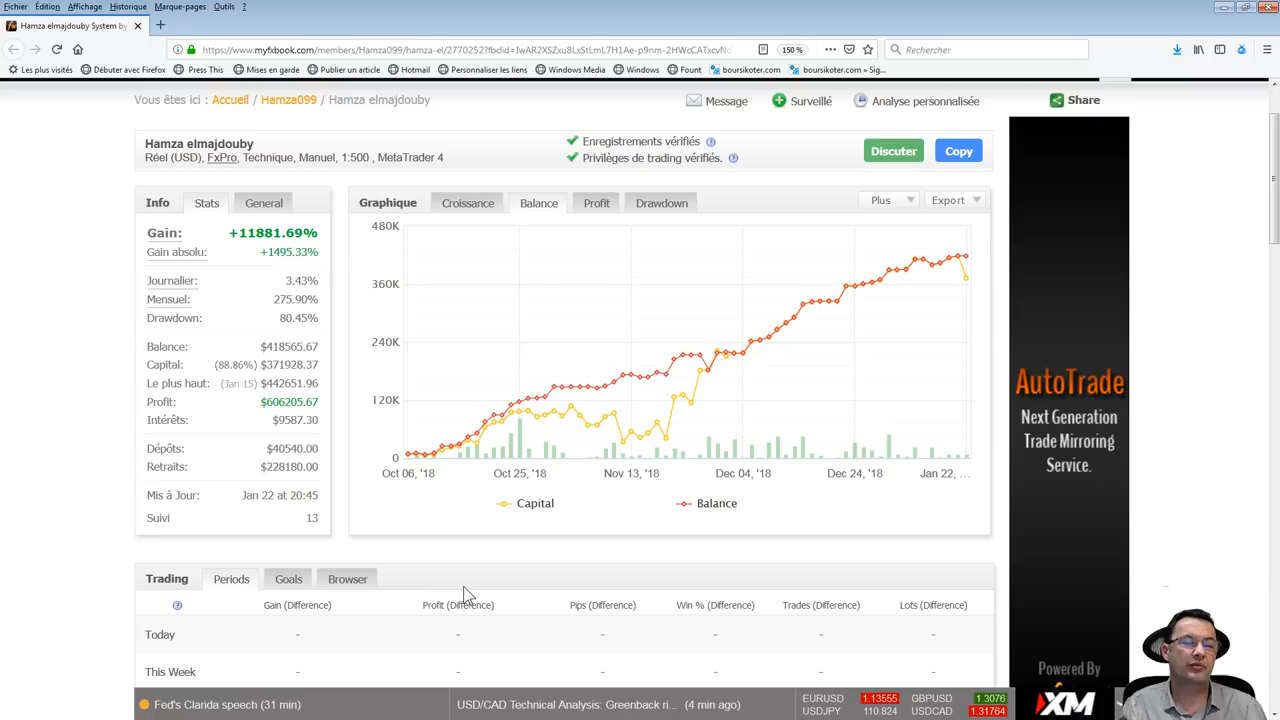 Fichier Édition Affichage Historique Marque-pages Outils ?
Hamza elmajdouby System by
https://www.myfxbook.com/members/Hamza099/hamza-el/2770252?fbclid=
150 %
Rechercher
Les plus visités Débuter avec Firefox Press This Mises en garde Publier un article Hotmail Personnaliser les liens Windows Media Windows Fount boursikoter.com boursikoter.com » Sig...
Vous êtes ici : Accueil / Hamza099 / Hamza elmajdouby
Message Surveillé Analyse personnalisée Share
Hamza elmajdouby
Réel (USD), FxPro, Technique, Manuel, 1:500 , MetaTrader 4
Enregistrements vérifiés
Privilèges de trading vérifiés.
Discuter Copy
Info Stats General
Gain: +11881.69%
Gain absolu: +1495.33%
Journalier: 3.43%
Mensuel: 275.90%
Drawdown: 80.45%
Balance: $418565.67
Capital: (88.86%) $371928.37
Le plus haut: (Jan 15) $442651.96
Profit: $606205.67
Intérêts: $9587.30
Dépôts: $40540.00
Retraits: $228180.00
Mis à Jour: Jan 22 at 20:45
Suivi 13
Graphique Croissance Balance Profit Drawdown Plus Export
480K
360K
240K
120K
0
Oct 06, '18 Oct 25, '18 Nov 13, '18 Dec 04, '18 Dec 24, '18 Jan 22, ...
Capital Balance
AutoTrade
Next Generation
Trade Mirroring
Service.
Powered By
XM
Trading Periods Goals Browser
Gain (Difference) Profit (Difference) Pips (Difference) Win % (Difference) Trades (Difference) Lots (Difference)
Today - - - - - -
This Week - - - - - -
Fed's Clarida speech (31 min)
USD/CAD Technical Analysis: Greenback ri... (4 min ago)
EURUSD 1.13555 GBPUSD 1.3076
USDJPY 110.824 USDCAD 1.31764